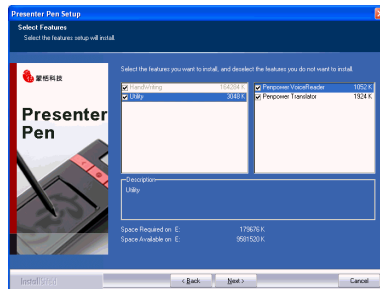 Presenter Pen Setup
Select Features
Select the features setup will install.
Select the features you want to install, and deselect the features you do not want to install.
蒙恬科技
Presenter
Pen
HandWriting 164284 K
Utility 3048 K
Penpower VoiceReader 1052 K
Penpower Translator 1924 K
Description
Utility
Space Required on E: 179676 K
Space Available on E: 9581520 K
InstallShield
< Back
Next >
Cancel